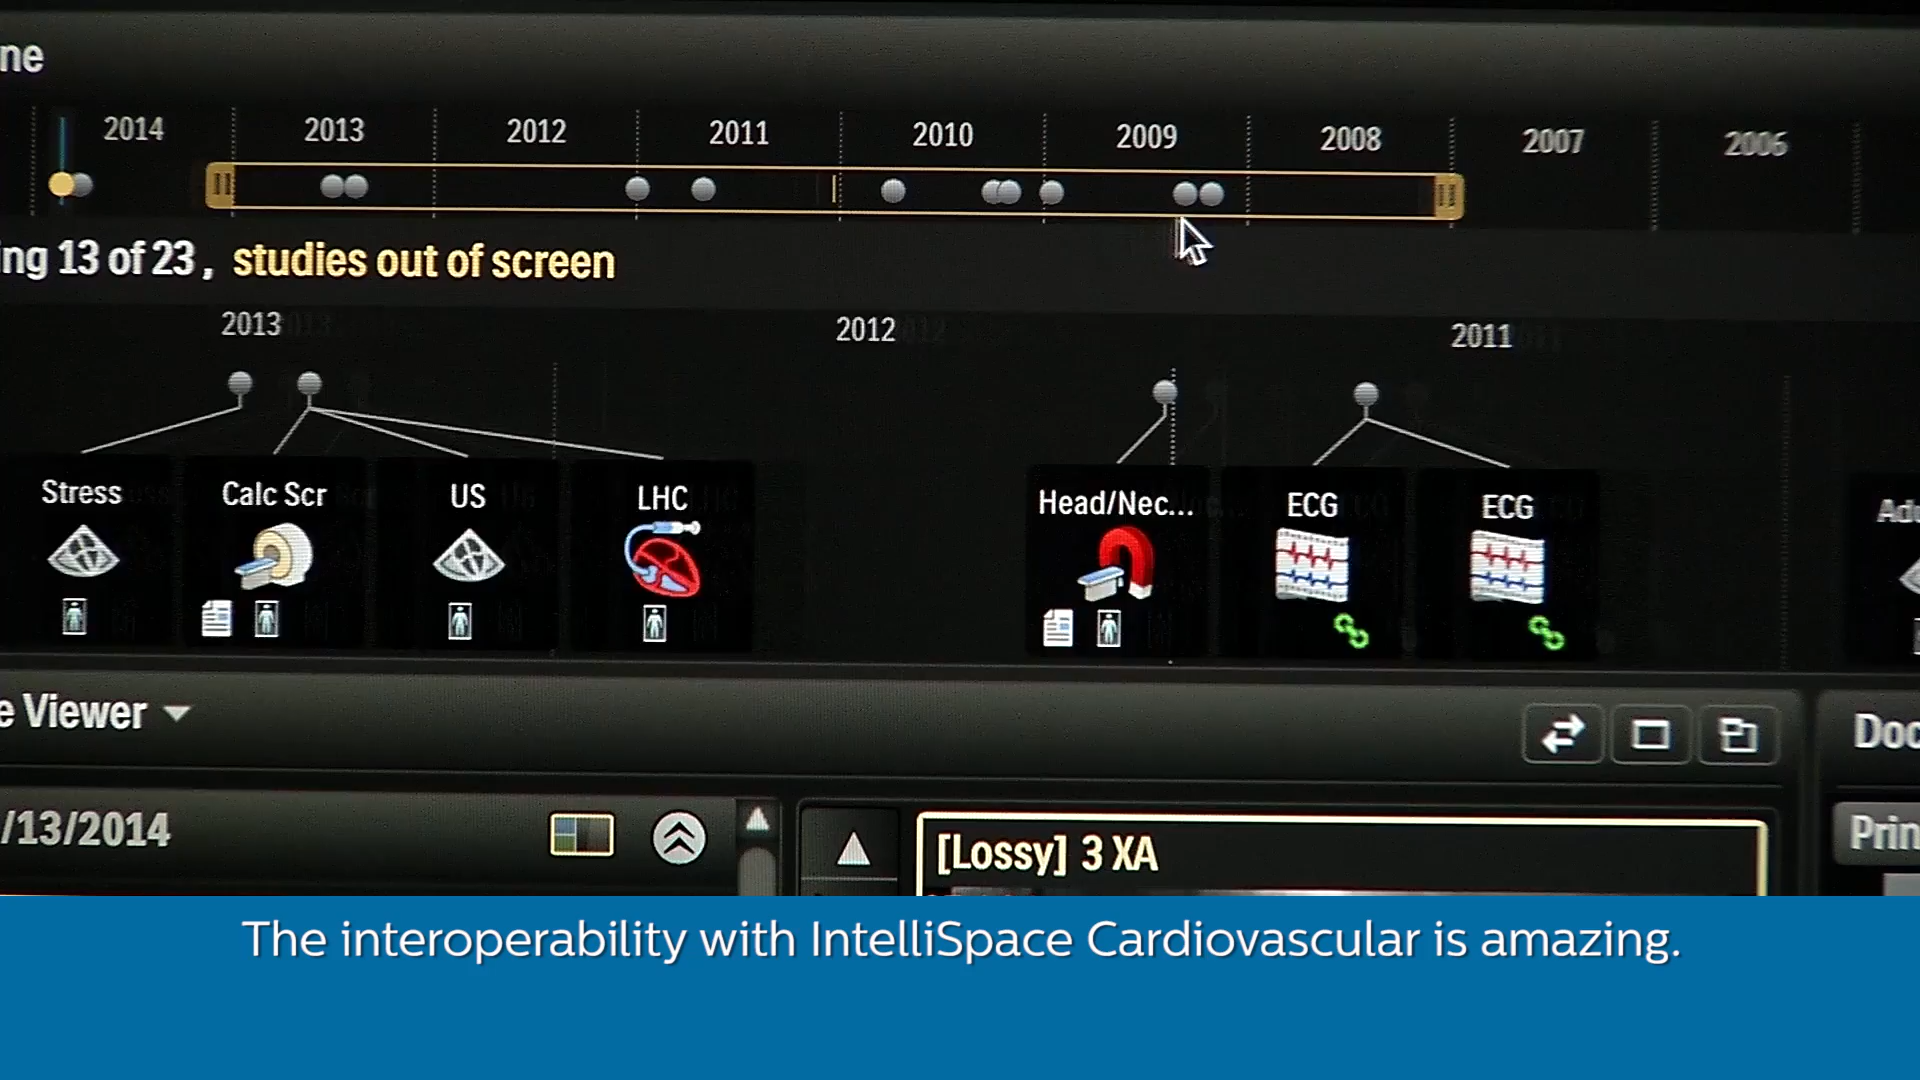 ne
2014 2013 2012 2011 2010 2009 2008 2007 2006
ing 13 of 23, studies out of screen
2013 2012 2011
Stress Calc Scr US LHC Head/Nec... ECG ECG
e Viewer
Doc
/13/2014
[Lossy] 3 XA
Prin
The interoperability with IntelliSpace Cardiovascular is amazing.